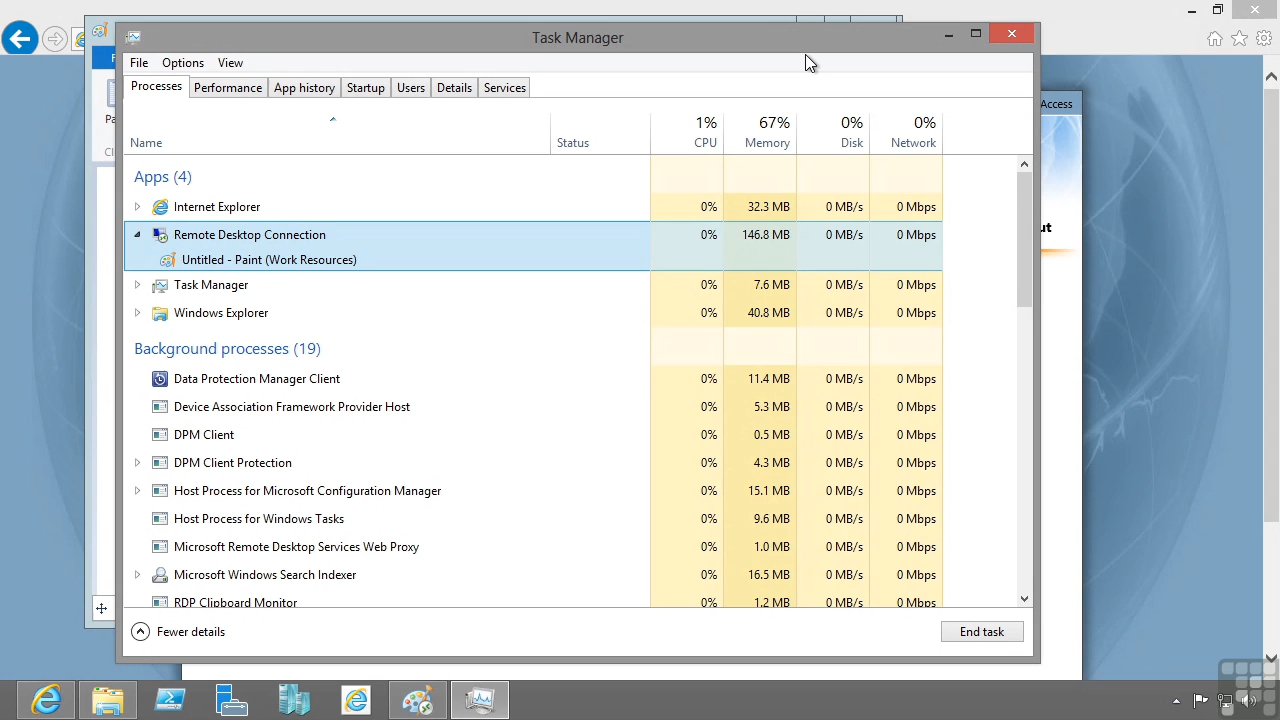 Task Manager
File Options View
Processes Performance App history Startup Users Details Services
1% 67% 0% 0%
Name Status CPU Memory Disk Network
Apps (4)
Internet Explorer 0% 32.3 MB 0 MB/s 0 Mbps
Remote Desktop Connection 0% 146.8 MB 0 MB/s 0 Mbps
Untitled - Paint (Work Resources)
Task Manager 0% 7.6 MB 0 MB/s 0 Mbps
Windows Explorer 0% 40.8 MB 0 MB/s 0 Mbps
Background processes (19)
Data Protection Manager Client 0% 11.4 MB 0 MB/s 0 Mbps
Device Association Framework Provider Host 0% 5.3 MB 0 MB/s 0 Mbps
DPM Client 0% 0.5 MB 0 MB/s 0 Mbps
DPM Client Protection 0% 4.3 MB 0 MB/s 0 Mbps
Host Process for Microsoft Configuration Manager 0% 15.1 MB 0 MB/s 0 Mbps
Host Process for Windows Tasks 0% 9.6 MB 0 MB/s 0 Mbps
Microsoft Remote Desktop Services Web Proxy 0% 1.0 MB 0 MB/s 0 Mbps
Microsoft Windows Search Indexer 0% 16.5 MB 0 MB/s 0 Mbps
RDP Clipboard Monitor 0% 1.2 MB 0 MB/s 0 Mbps
Fewer details End task
Access